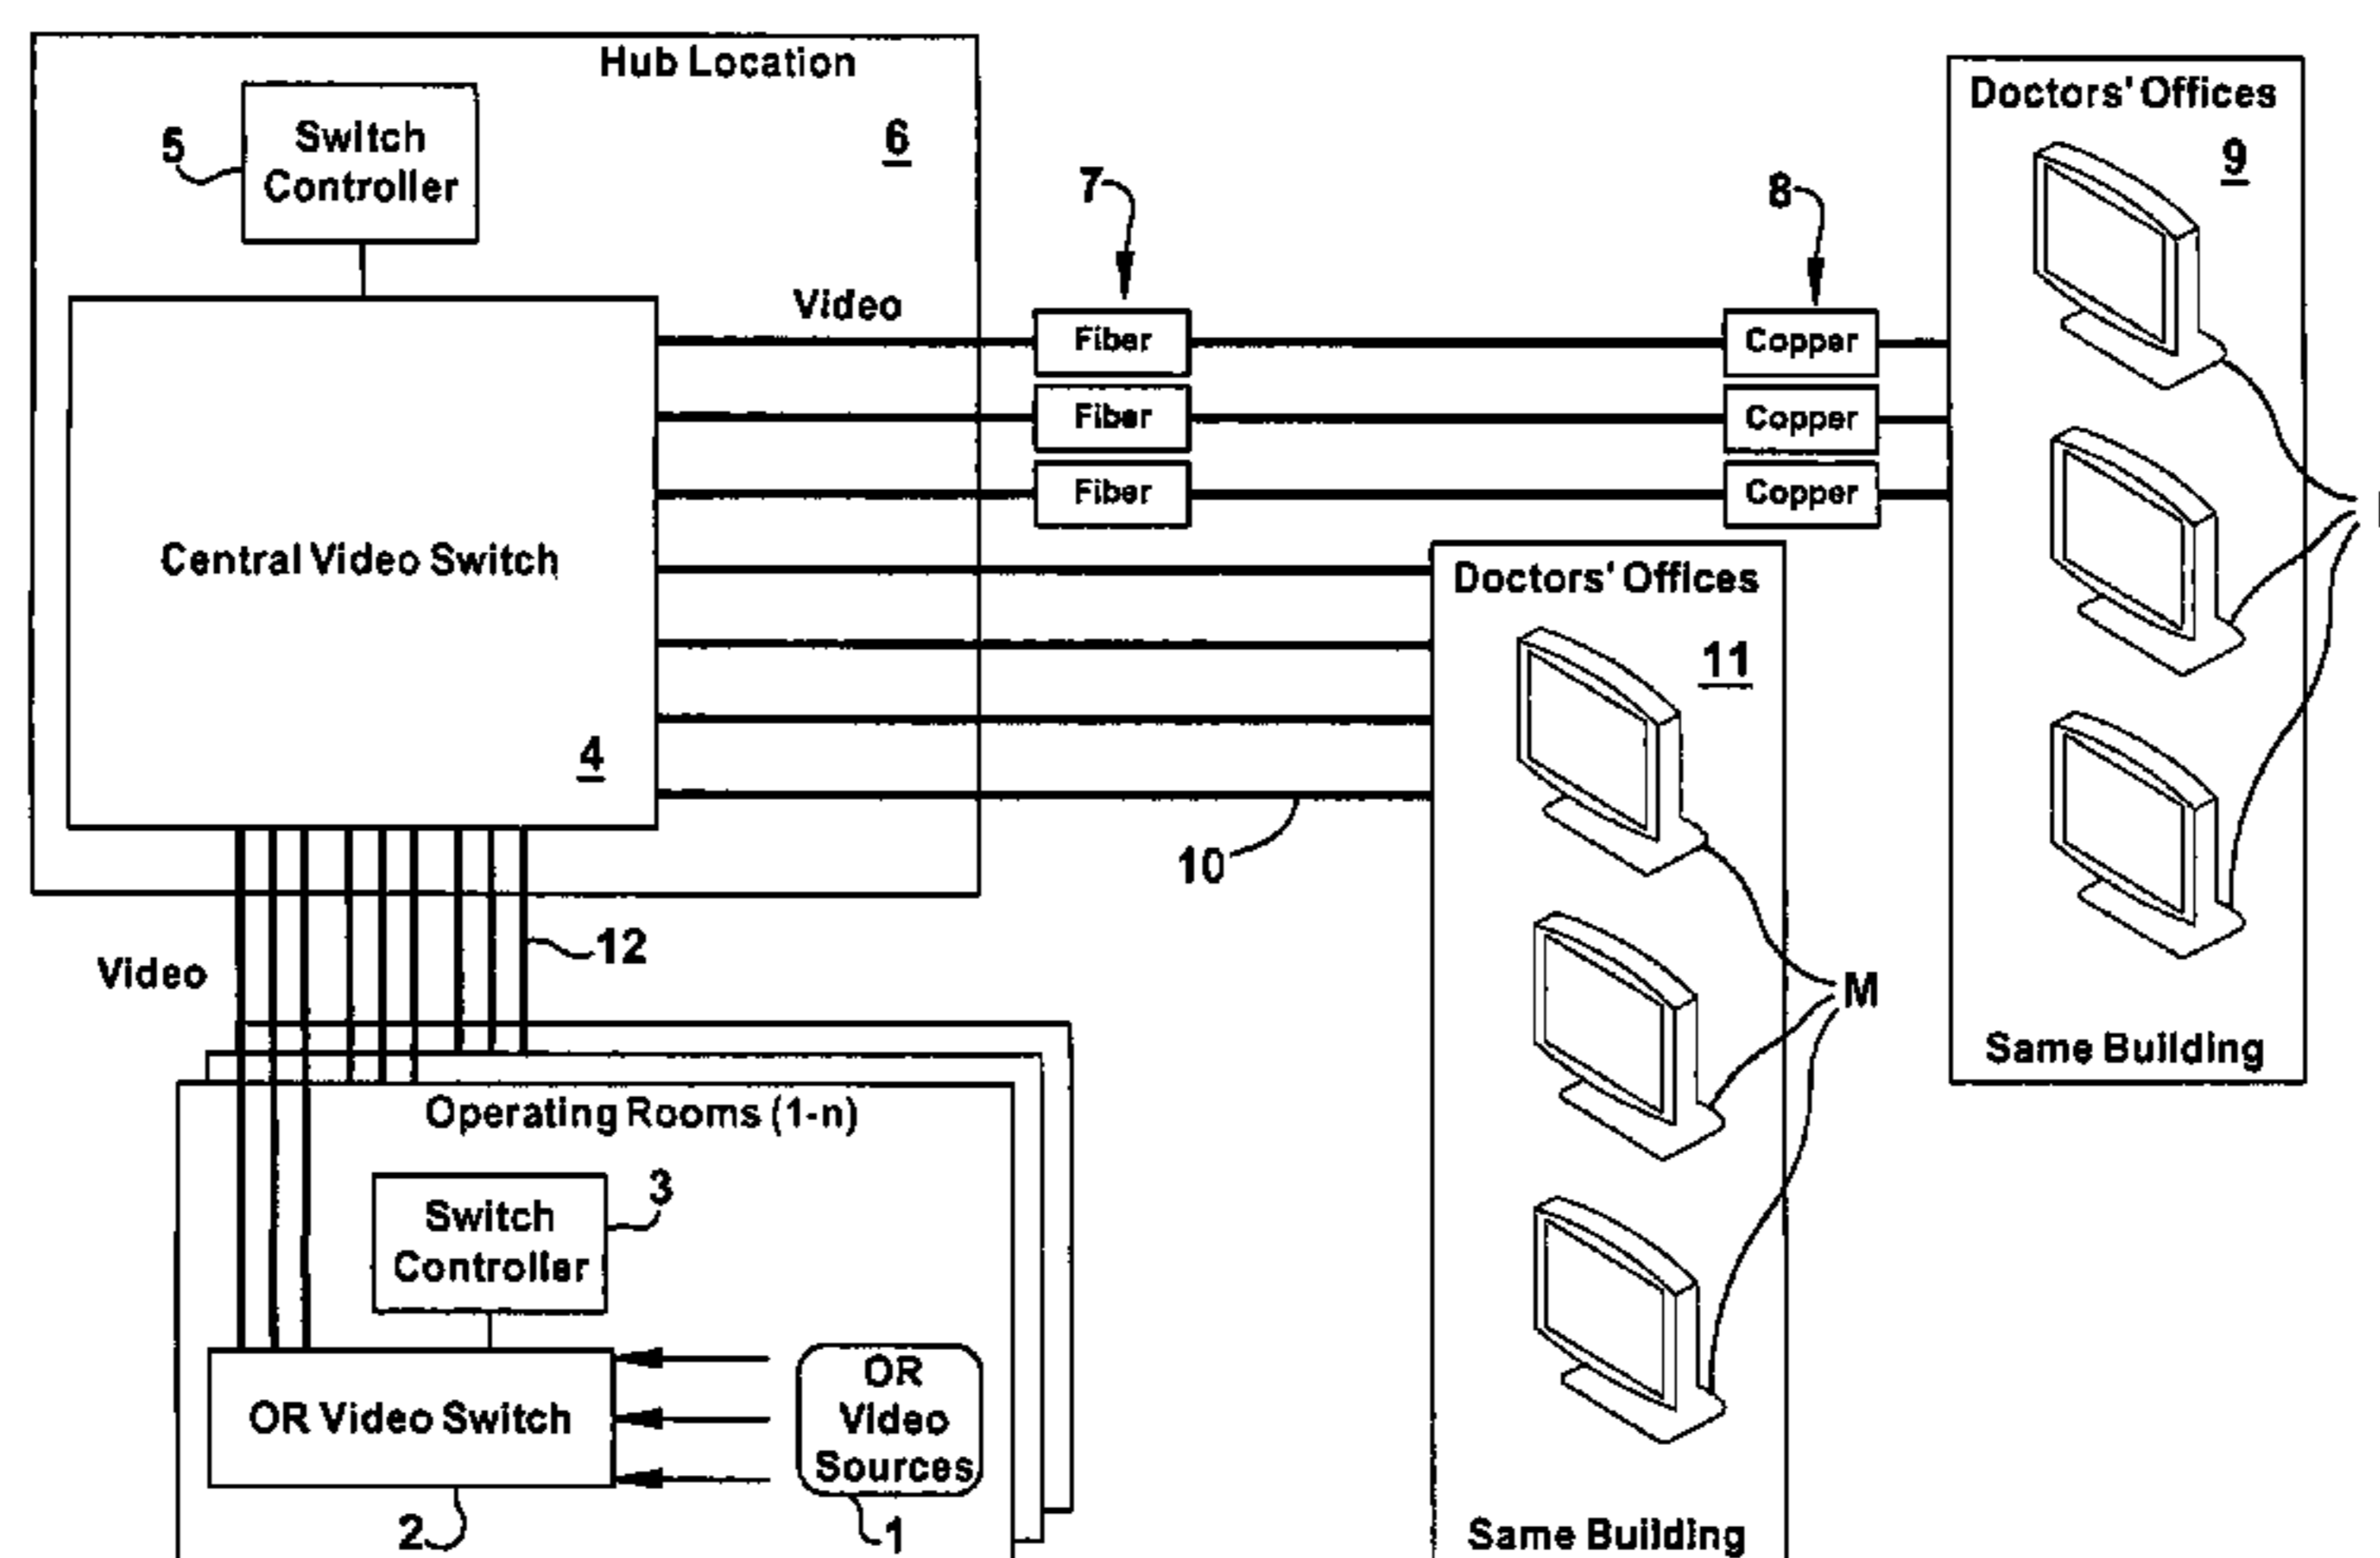 Hub Location
6
5
Switch
Controller
Central Video Switch
4
Video
7
Fiber
Fiber
Fiber
8
Copper
Copper
Copper
Doctors' Offices
9
Same Building
Doctors' Offices
11
M
Same Building
10
12
Video
Operating Rooms (1-n)
Switch
Controller
3
OR Video Switch
2
OR
Video
Sources
1